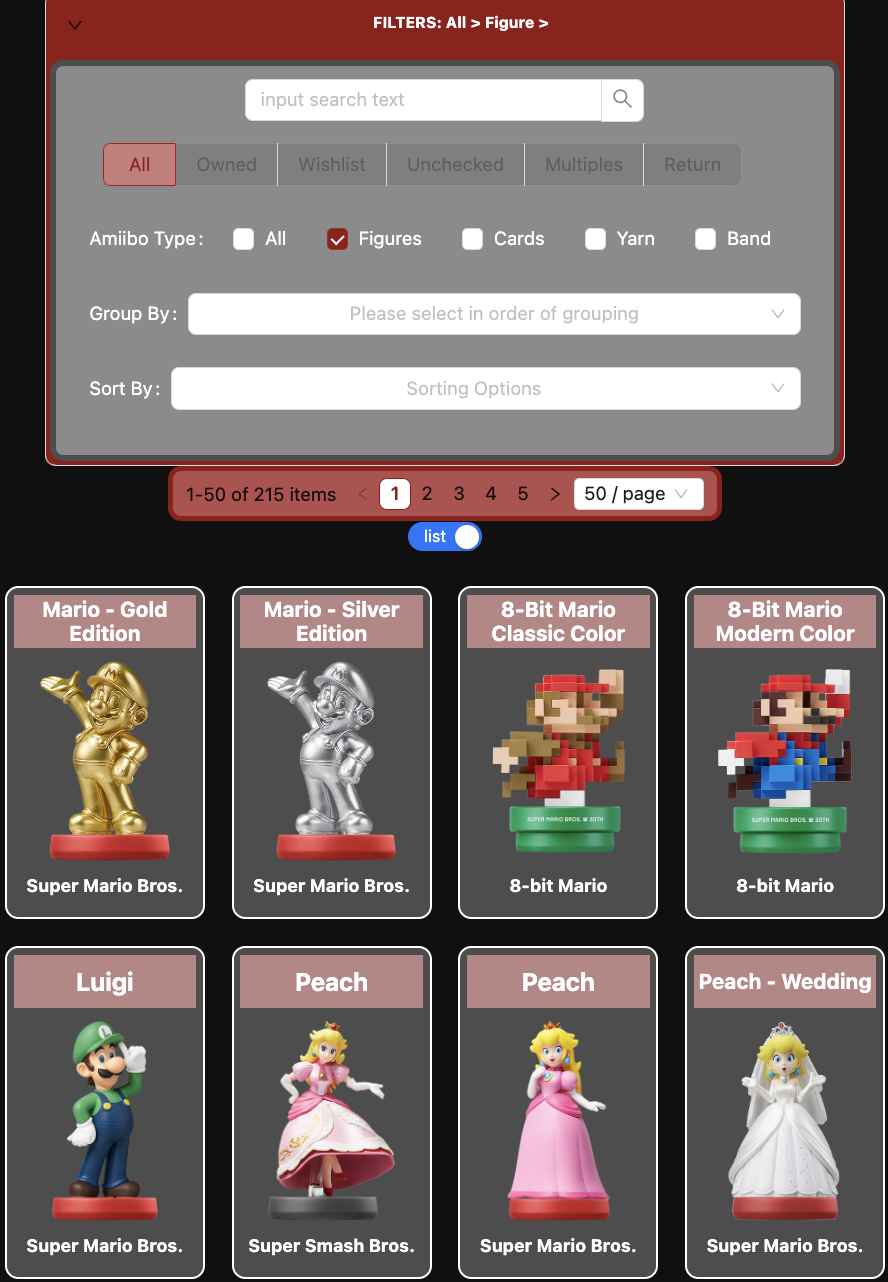 FILTERS: All > Figure >
input search text
All Owned Wishlist Unchecked Multiples Return
Amiibo Type: All Figures Cards Yarn Band
Group By: Please select in order of grouping
Sort By: Sorting Options
1-50 of 215 items < 1 2 3 4 5 > 50 / page
list
Mario - Gold
Edition
Super Mario Bros.
Mario - Silver
Edition
Super Mario Bros.
8-Bit Mario
Classic Color
SUPER MARIO BROS. 30TH
8-bit Mario
8-Bit Mario
Modern Color
SUPER MARIO BROS. 30TH
8-bit Mario
Luigi
L
Super Mario Bros.
Peach
Super Smash Bros.
Peach
Super Mario Bros.
Peach - Wedding
Super Mario Bros.